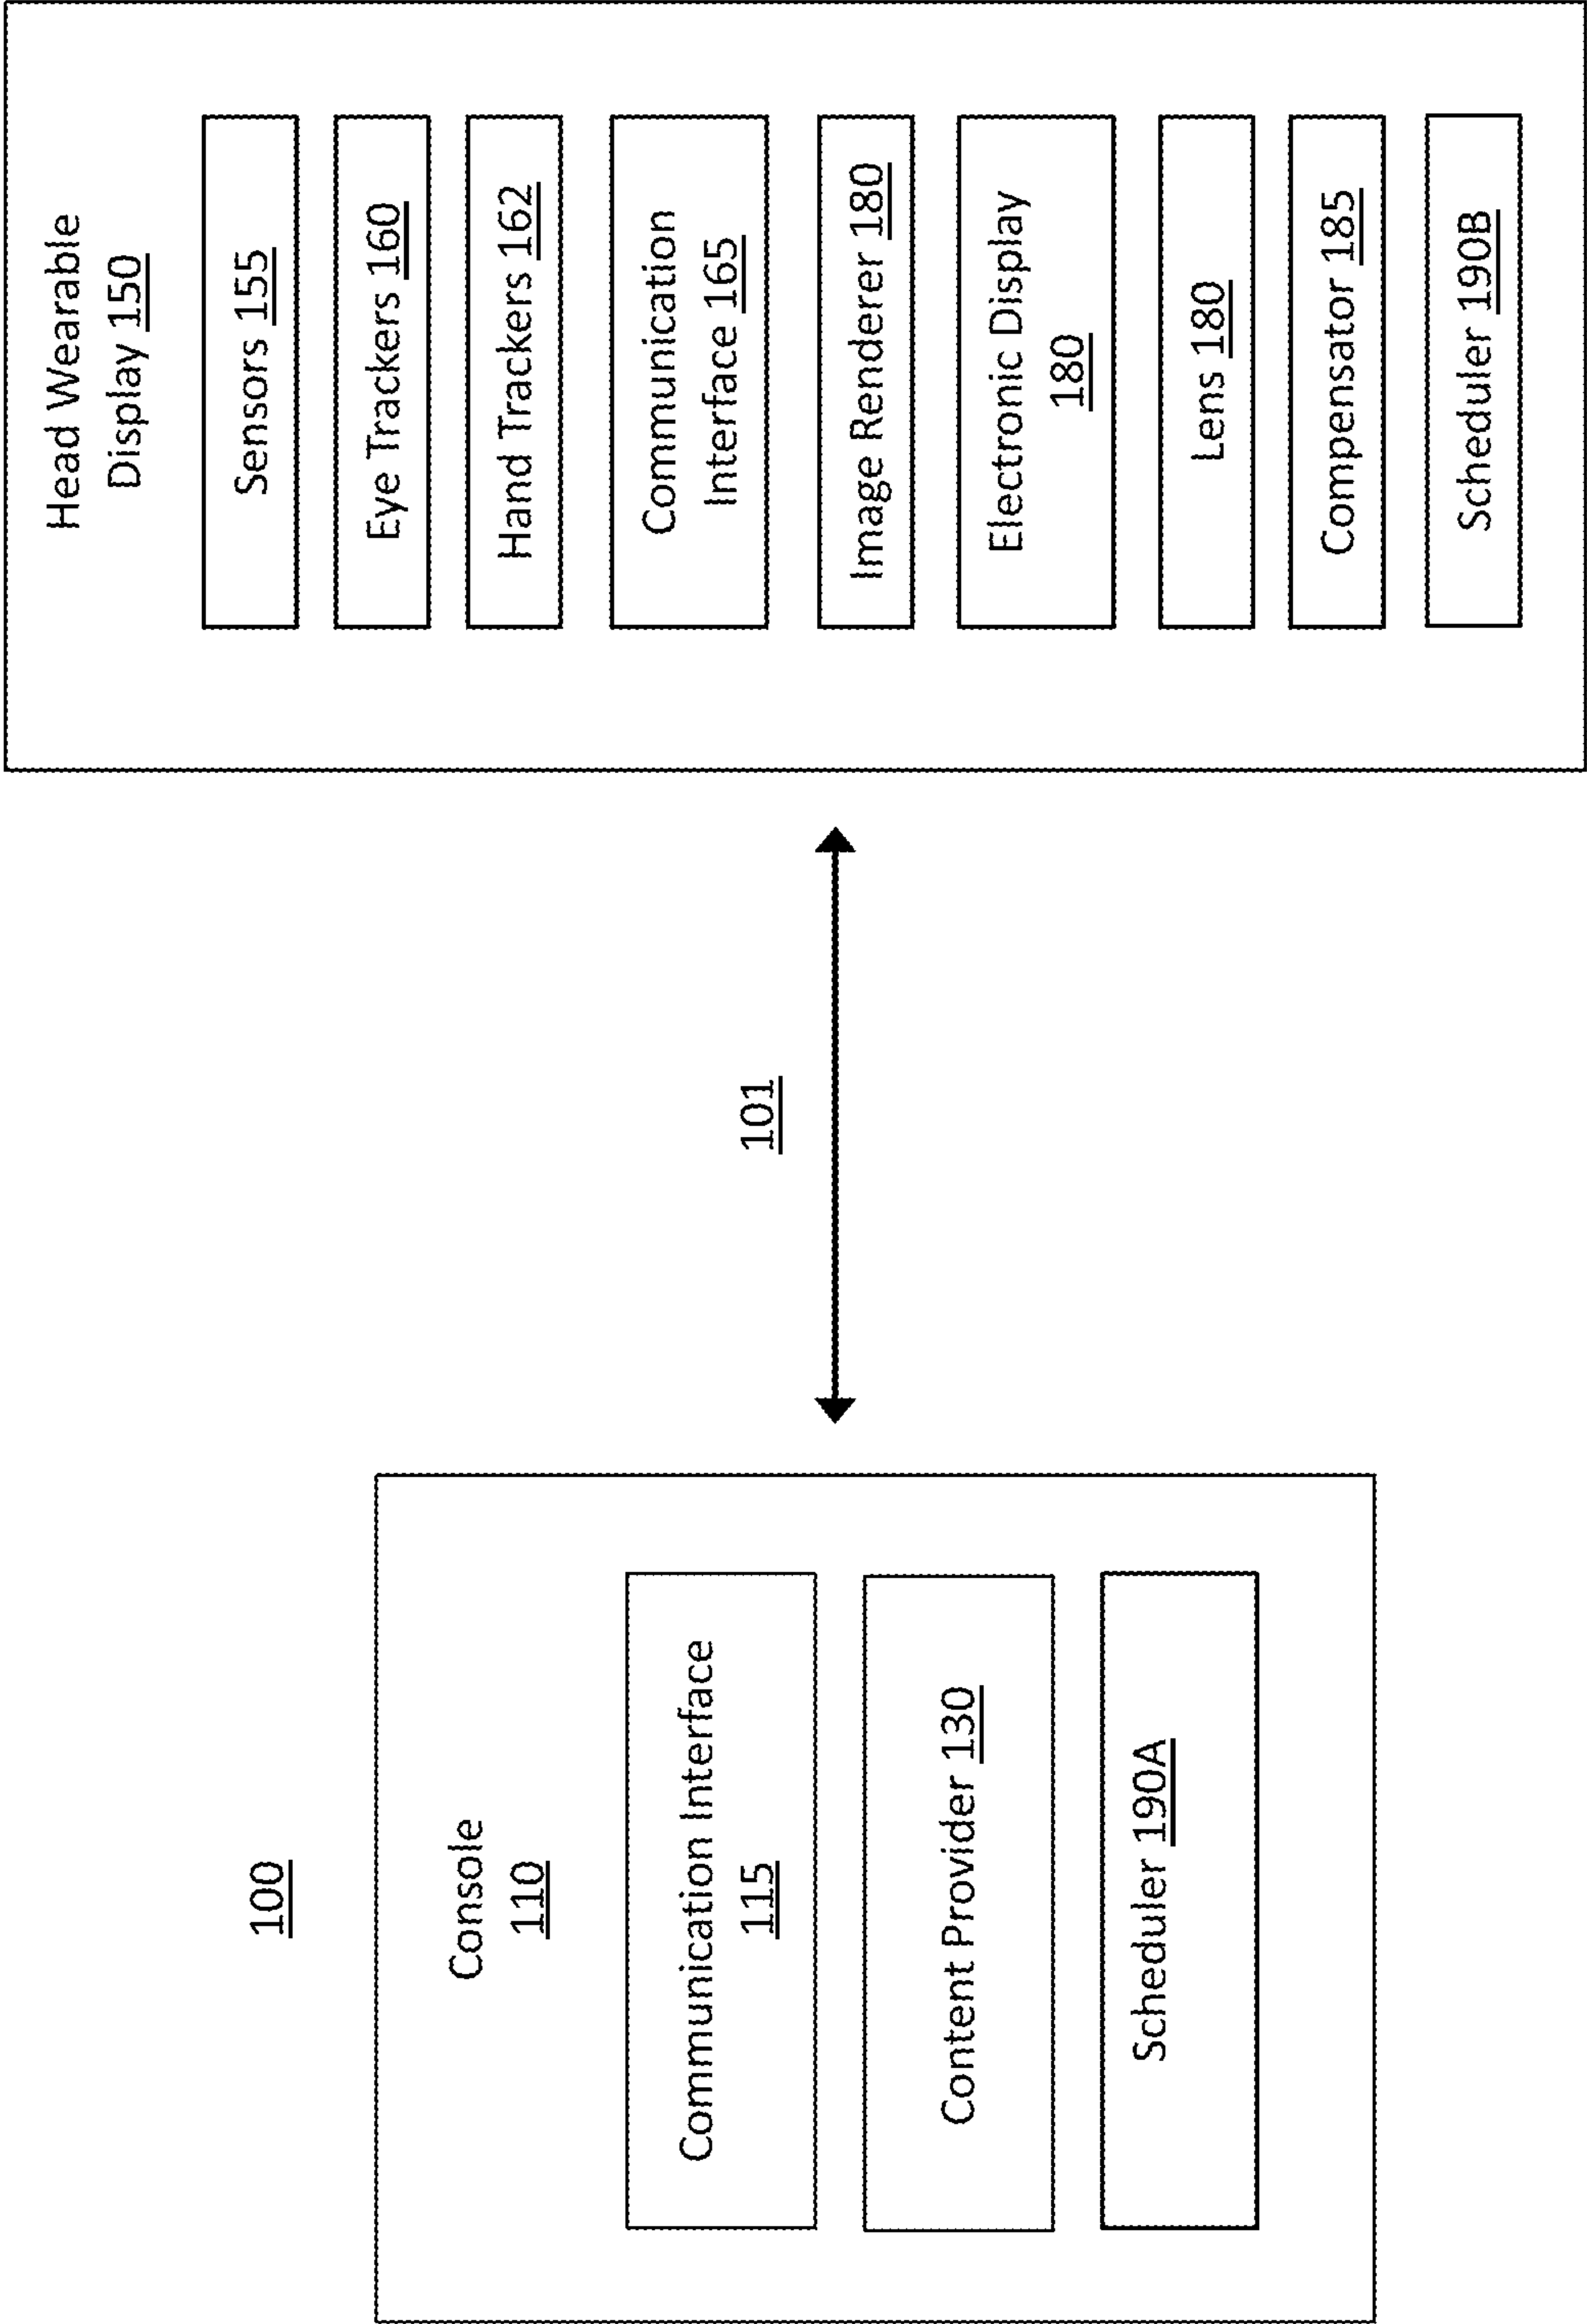 100
Console
110
Communication Interface
115
Content Provider 130
Scheduler 190A
101
Head Wearable
Display 150
Sensors 155
Eye Trackers 160
Hand Trackers 162
Communication
Interface 165
Image Renderer 180
Electronic Display
180
Lens 180
Compensator 185
Scheduler 190B